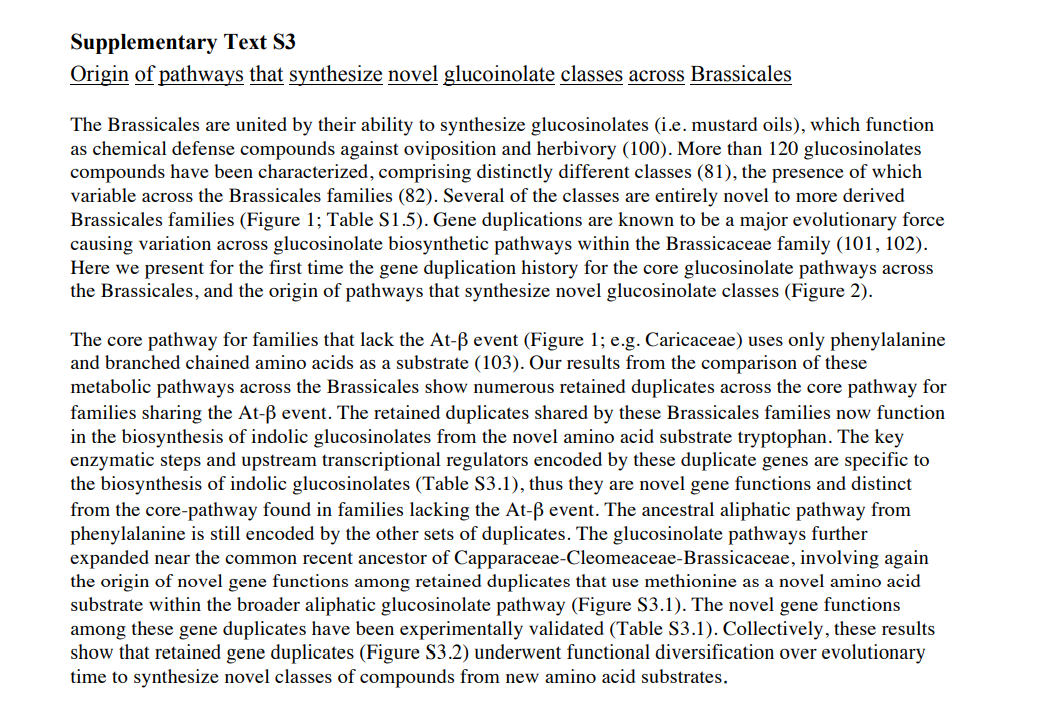 Supplementary Text S3
Origin of pathways that synthesize novel glucoinolate classes across Brassicales
The Brassicales are united by their ability to synthesize glucosinolates (i.e. mustard oils), which function
as chemical defense compounds against oviposition and herbivory (100). More than 120 glucosinolates
compounds have been characterized, comprising distinctly different classes (81), the presence of which
variable across the Brassicales families (82). Several of the classes are entirely novel to more derived
Brassicales families (Figure 1; Table S1.5). Gene duplications are known to be a major evolutionary force
causing variation across glucosinolate biosynthetic pathways within the Brassicaceae family (101, 102).
Here we present for the first time the gene duplication history for the core glucosinolate pathways across
the Brassicales, and the origin of pathways that synthesize novel glucosinolate classes (Figure 2).
The core pathway for families that lack the At-β event (Figure 1; e.g. Caricaceae) uses only phenylalanine
and branched chained amino acids as a substrate (103). Our results from the comparison of these
metabolic pathways across the Brassicales show numerous retained duplicates across the core pathway for
families sharing the At-β event. The retained duplicates shared by these Brassicales families now function
in the biosynthesis of indolic glucosinolates from the novel amino acid substrate tryptophan. The key
enzymatic steps and upstream transcriptional regulators encoded by these duplicate genes are specific to
the biosynthesis of indolic glucosinolates (Table S3.1), thus they are novel gene functions and distinct
from the core-pathway found in families lacking the At-β event. The ancestral aliphatic pathway from
phenylalanine is still encoded by the other sets of duplicates. The glucosinolate pathways further
expanded near the common recent ancestor of Capparaceae-Cleomeaceae-Brassicaceae, involving again
the origin of novel gene functions among retained duplicates that use methionine as a novel amino acid
substrate within the broader aliphatic glucosinolate pathway (Figure S3.1). The novel gene functions
among these gene duplicates have been experimentally validated (Table S3.1). Collectively, these results
show that retained gene duplicates (Figure S3.2) underwent functional diversification over evolutionary
time to synthesize novel classes of compounds from new amino acid substrates.